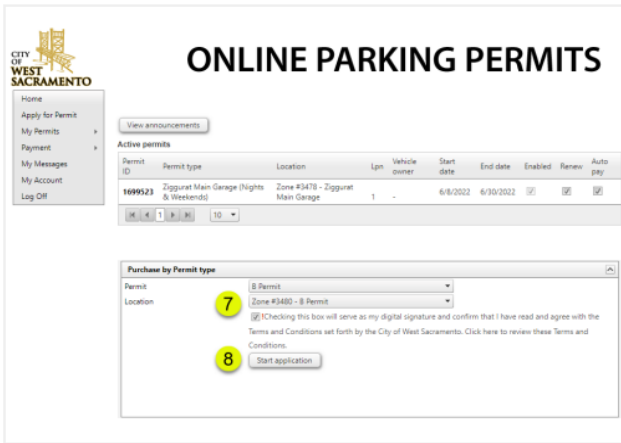 CITY
OF
WEST
SACRAMENTO
ONLINE PARKING PERMITS
Home
Apply for Permit
My Permits
Payment
My Messages
My Account
Log Off
View announcements
Active permits
Permit ID Permit type Location Lpn Vehicle owner Start date End date Enabled Renew Auto pay
1699523 Ziggurat Main Garage (Nights & Weekends) Zone #3478 - Ziggurat Main Garage 1 - 6/8/2022 6/30/2022
1 10
Purchase by Permit type
Permit B Permit
Location 7 Zone #3480 - B Permit
!Checking this box will serve as my digital signature and confirm that I have read and agree with the
Terms and Conditions set forth by the City of West Sacramento. Click here to review these Terms and
Conditions.
8 Start application